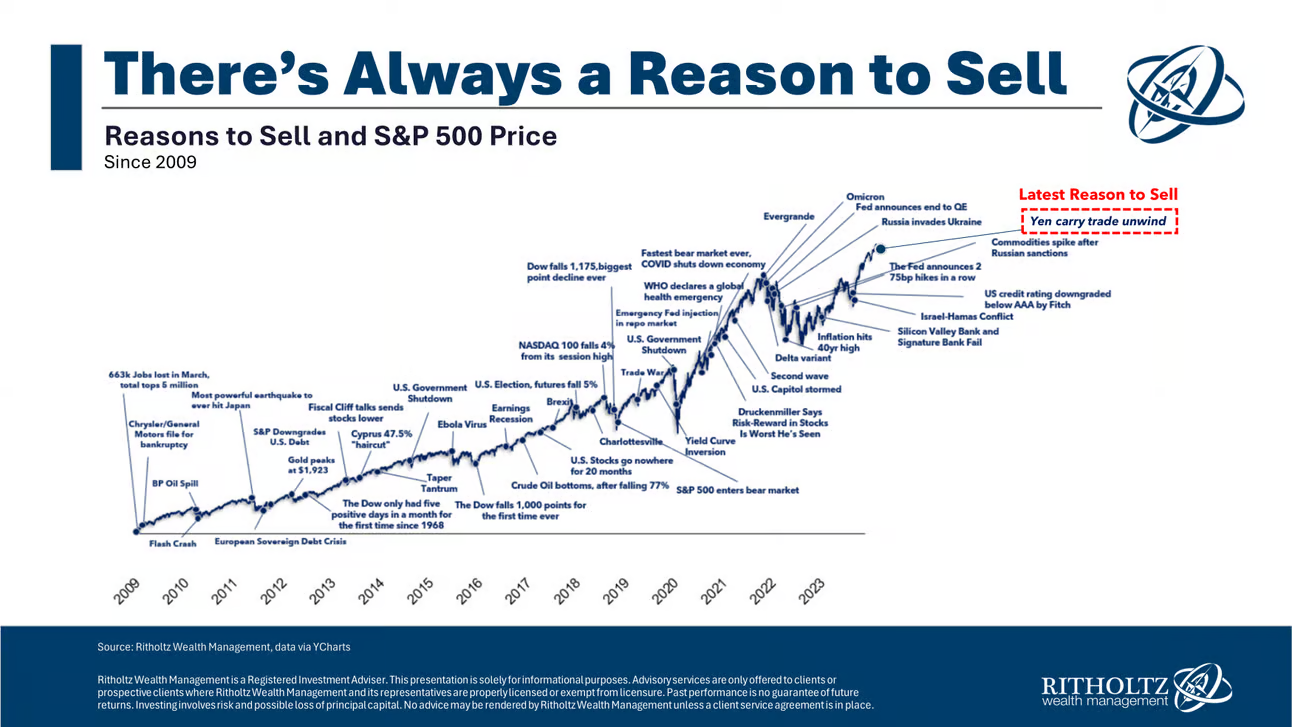 There's Always a Reason to Sell
Reasons to Sell and S&P 500 Price
Since 2009
Latest Reason to Sell
Yen carry trade unwind
Omicron
Fed announces end to QE
Evergrande
Russia invades Ukraine
Commodities spike after
Russian sanctions
Fastest bear market ever,
COVID shuts down economy
Dow falls 1,175,biggest
point decline ever
The Fed announces 2
75bp hikes in a row
WHO declares a global
health emergency
US credit rating downgraded
below AAA by Fitch
Emergency Fed injection
in repo market
Israel-Hamas Conflict
Silicon Valley Bank and
Signature Bank Fail
NASDAQ 100 falls 4%
from its session high
U.S. Government
Shutdown
Inflation hits
40yr high
Delta variant
663k Jobs lost in March,
total tops 5 million
Trade War
Second wave
U.S. Capitol stormed
Most powerful earthquake to
ever hit Japan
U.S. Government
Shutdown
U.S. Election, futures fall 5%
Fiscal Cliff talks sends
stocks lower
Earnings
Recession
Brexit
Druckenmiller Says
Risk-Reward in Stocks
Is Worst He's Seen
Chrysler/General
Motors file for
bankruptcy
S&P Downgrades
U.S. Debt
Cyprus 47.5%
"haircut"
Ebola Virus
Charlottesville
Yield Curve
Inversion
Gold peaks
at $1,923
U.S. Stocks go nowhere
for 20 months
BP Oil Spill
Taper
Tantrum
Crude Oil bottoms, after falling 77%
S&P 500 enters bear market
The Dow only had five
positive days in a month for
the first time since 1968
The Dow falls 1,000 points for
the first time ever
Flash Crash
European Sovereign Debt Crisis
2009
2010
2011
2012
2013
2014
2015
2016
2017
2018
2019
2020
2021
2022
2023
Source: Ritholtz Wealth Management, data via YCharts
Ritholtz Wealth Management is a Registered Investment Adviser. This presentation is solely for informational purposes. Advisory services are only offered to clients or
prospective clients where Ritholtz Wealth Management and its representatives are properly licensed or exempt from licensure. Past performance is no guarantee of future
returns. Investing involves risk and possible loss of principal capital. No advice may be rendered by Ritholtz Wealth Management unless a client service agreement is in place.
RITHOLTZ
wealth management